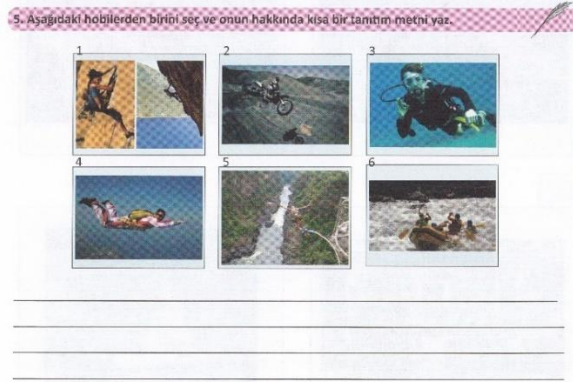 5. Aşağıdaki hobilerden birini seç ve onun hakkında kısa bir tanıtım metni yaz.
1 2 3
4 5 6